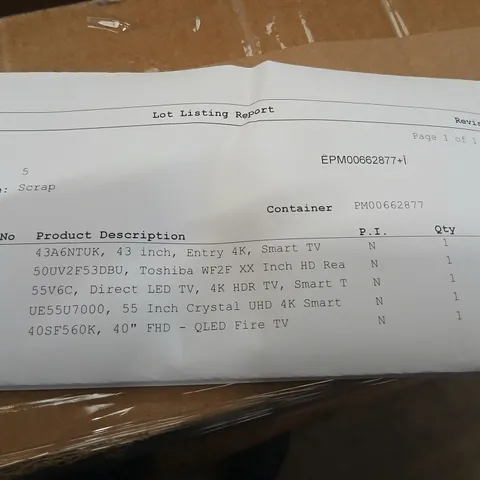 Lot Listing Report
Page 1 of 1
ËPM00662877+Ì
5
: Scrap
Container PM00662877
No Product Description P.I. Qty
43A6NTUK, 43 inch, Entry 4K, Smart TV N 1
50UV2F53DBU, Toshiba WF2F XX Inch HD Rea N 1
55V6C, Direct LED TV, 4K HDR TV, Smart T N 1
UE55U7000, 55 Inch Crystal UHD 4K Smart N 1
40SF560K, 40" FHD - QLED Fire TV N 1